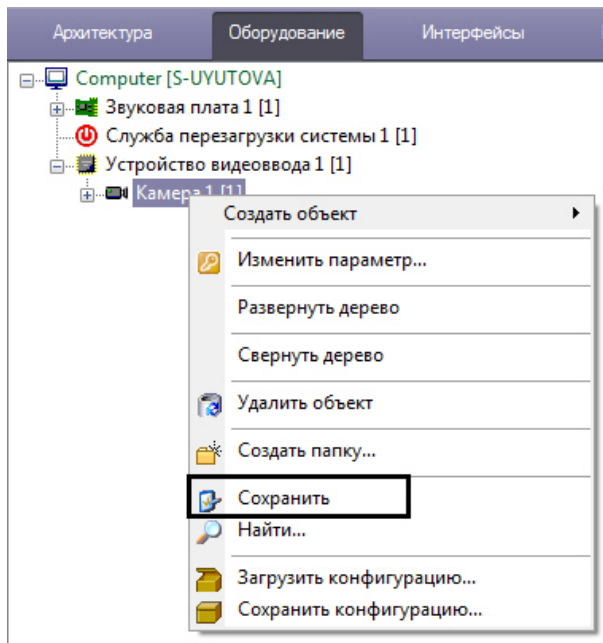 Архитектура Оборудование Интерфейсы
Computer [S-UYUTOVA]
Звуковая плата 1 [1]
Служба перезагрузки системы 1 [1]
Устройство видеоввода 1 [1]
Камера 1 [1]
Создать объект
Изменить параметр...
Развернуть дерево
Свернуть дерево
Удалить объект
Создать папку...
Сохранить
Найти...
Загрузить конфигурацию...
Сохранить конфигурацию...